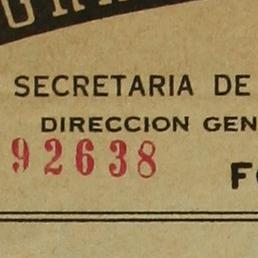 SECRETARIA DE
DIRECCION GEN
92638
F